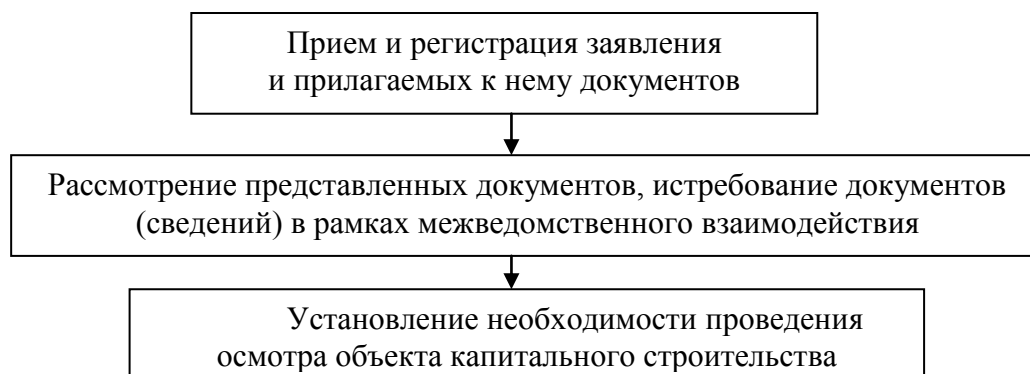 Прием и регистрация заявления
и прилагаемых к нему документов
Рассмотрение представленных документов, истребование документов
(сведений) в рамках межведомственного взаимодействия
Установление необходимости проведения
осмотра объекта капитального строительства